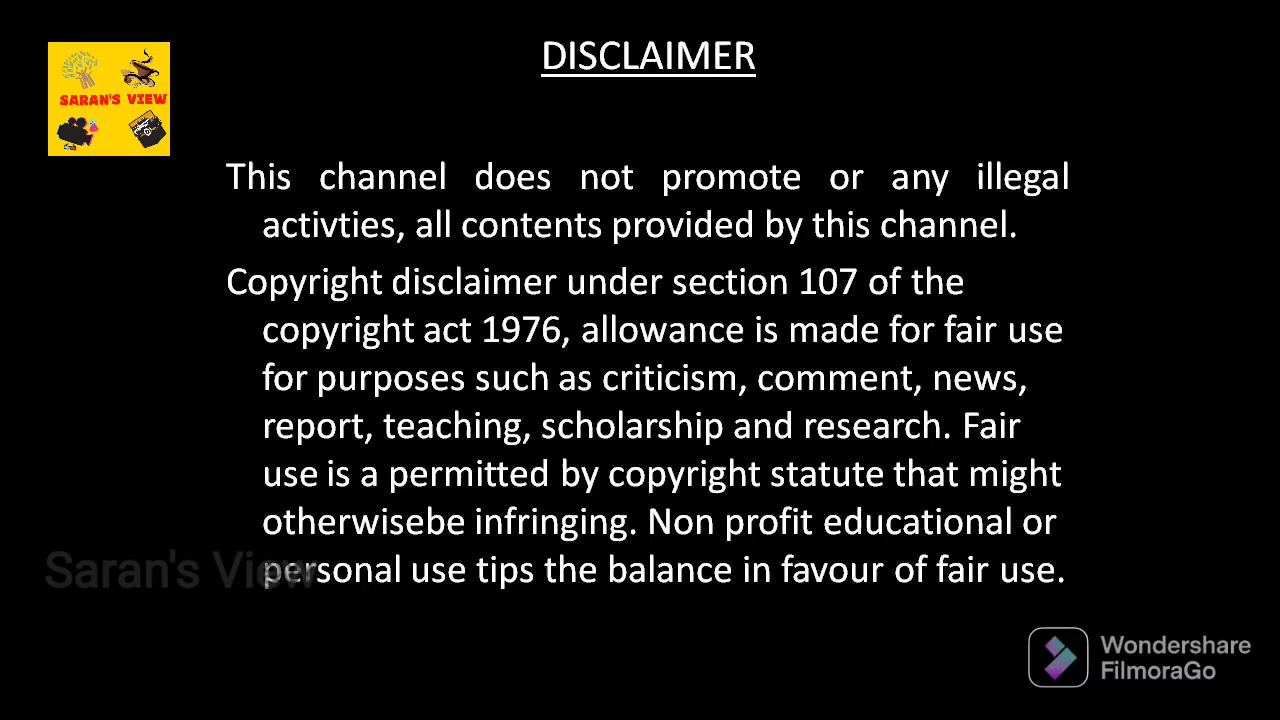 DISCLAIMER
SARAN'S VIEW
This channel does not promote or any illegal
activties, all contents provided by this channel.
Copyright disclaimer under section 107 of the
copyright act 1976, allowance is made for fair use
for purposes such as criticism, comment, news,
report, teaching, scholarship and research. Fair
use is a permitted by copyright statute that might
otherwisebe infringing. Non profit educational or
personal use tips the balance in favour of fair use.
Saran's View
Wondershare
FilmoraGo